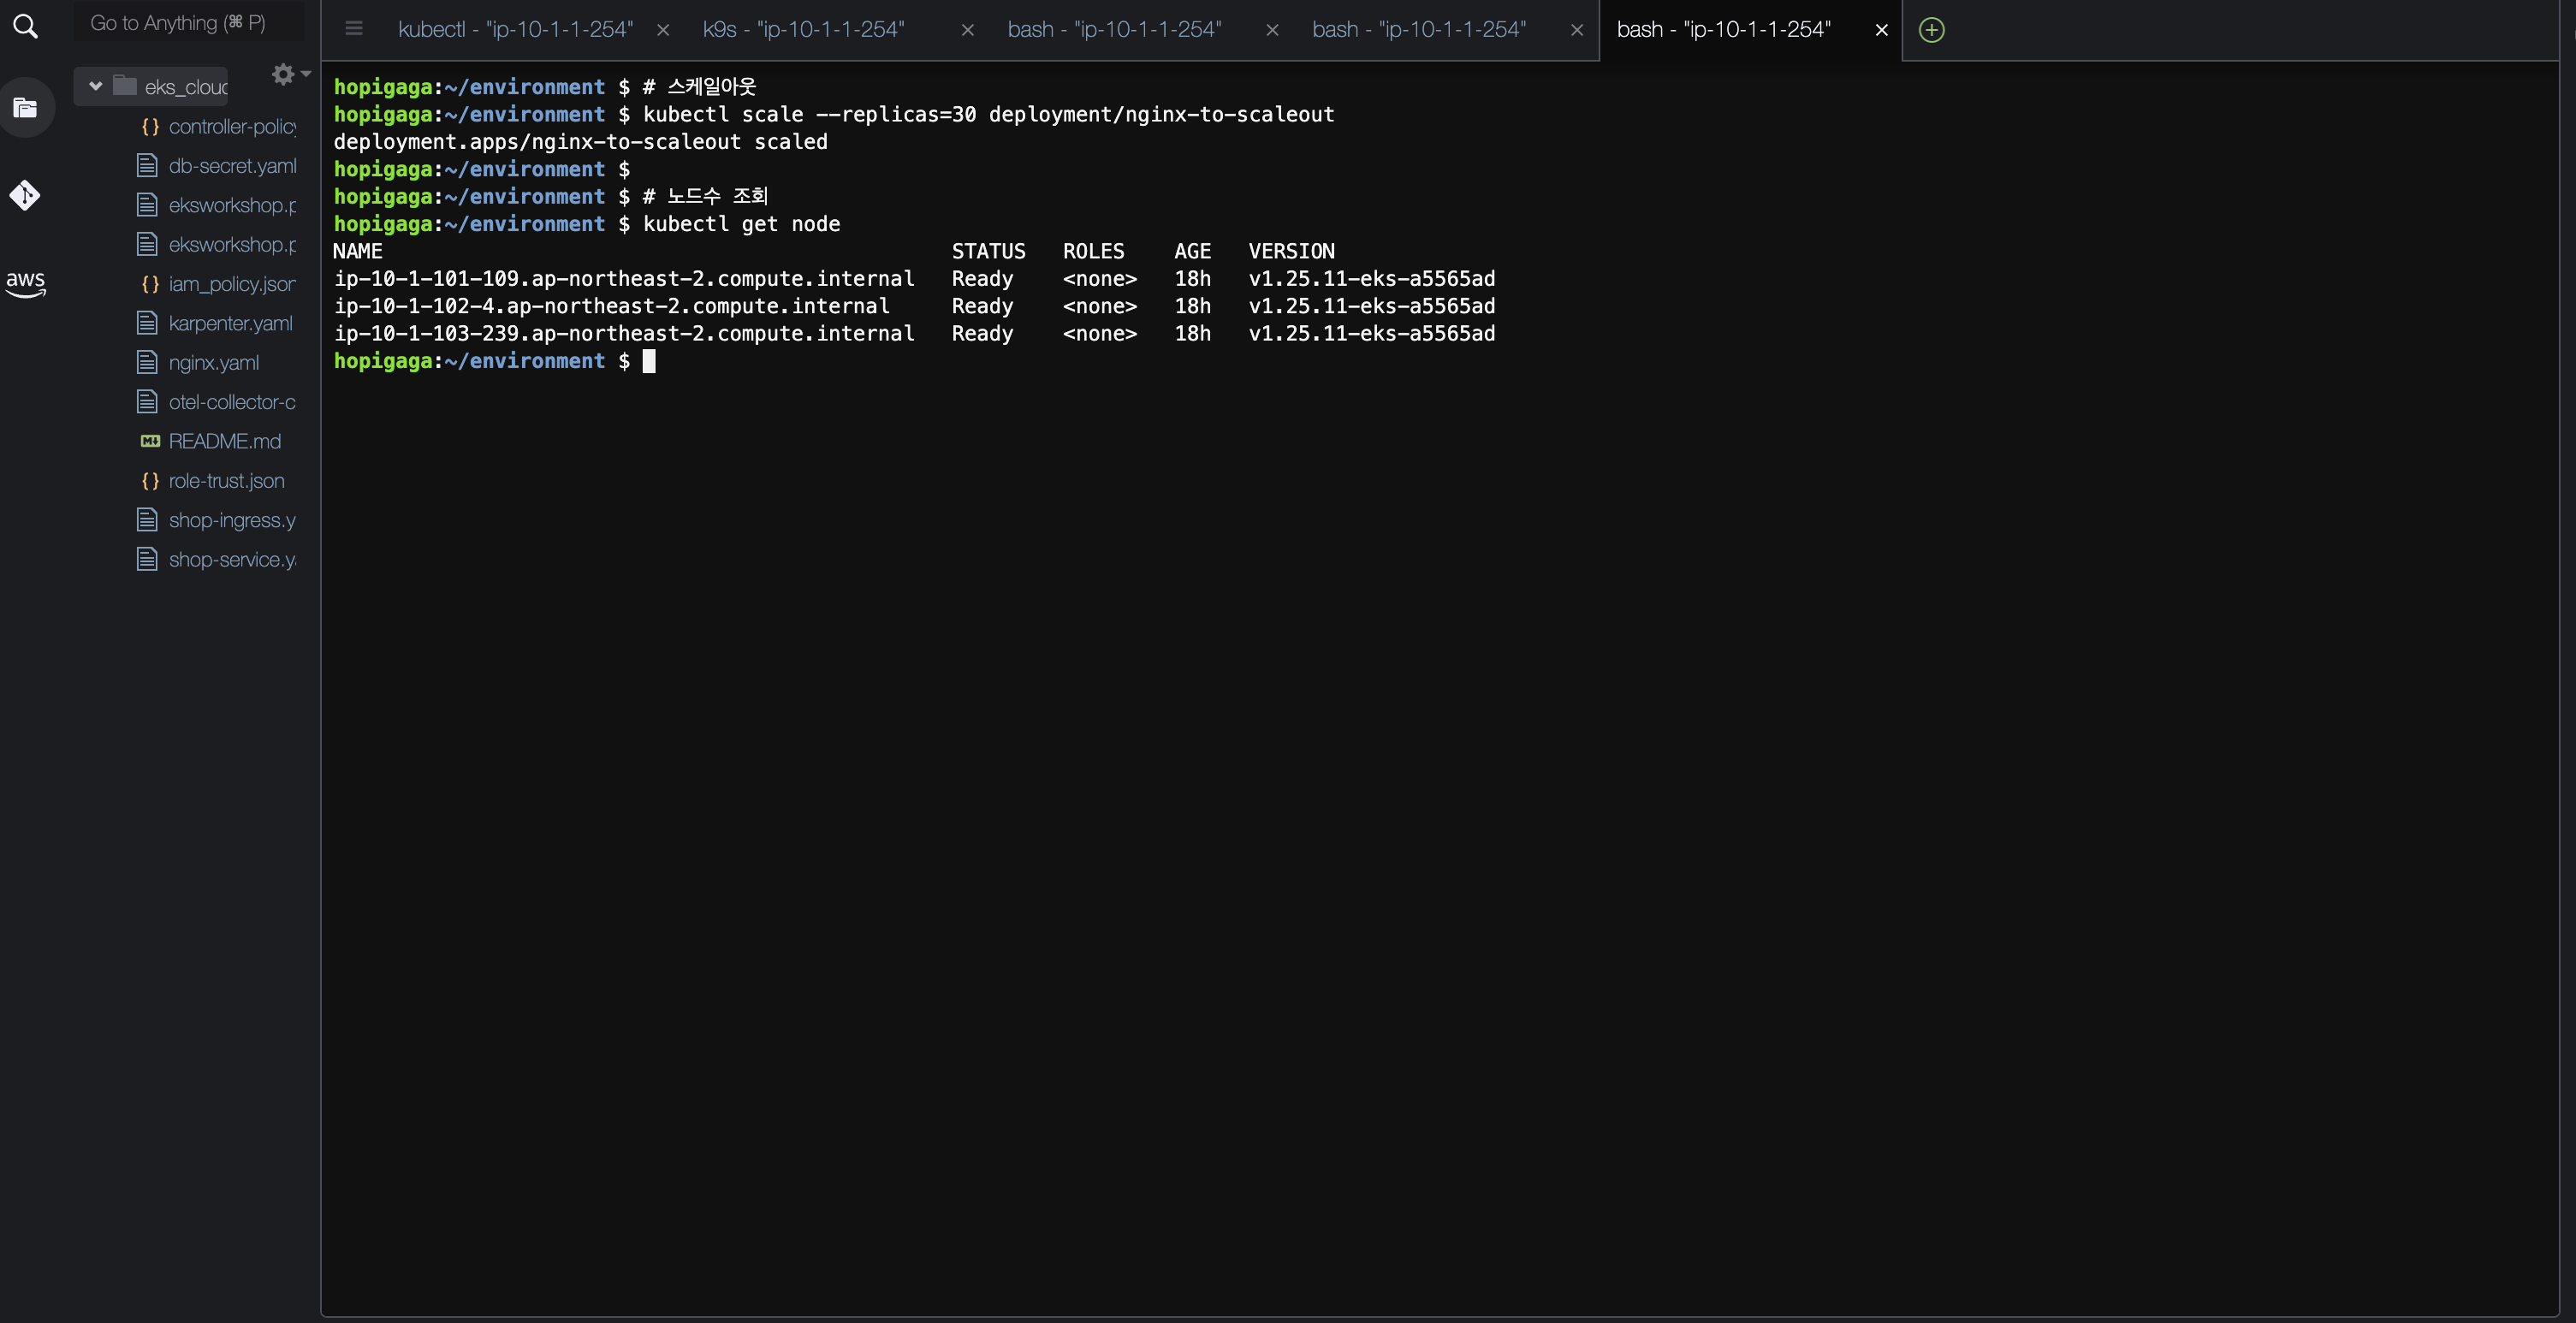 Go to Anything (⌘ P)
kubectl - "ip-10-1-1-254"
k9s - "ip-10-1-1-254"
bash - "ip-10-1-1-254"
bash - "ip-10-1-1-254"
bash - "ip-10-1-1-254"
eks_cloud
controller-policy
db-secret.yaml
eksworkshop.p
eksworkshop.p
iam_policy.json
karpenter.yaml
nginx.yaml
otel-collector-c
README.md
role-trust.json
shop-ingress.y
shop-service.ya
aws
hopigaga:~/environment $ # 스케일아웃
hopigaga:~/environment $ kubectl scale --replicas=30 deployment/nginx-to-scaleout
deployment.apps/nginx-to-scaleout scaled
hopigaga:~/environment $
hopigaga:~/environment $ # 노드수 조회
hopigaga:~/environment $ kubectl get node
NAME STATUS ROLES AGE VERSION
ip-10-1-101-109.ap-northeast-2.compute.internal Ready <none> 18h v1.25.11-eks-a5565ad
ip-10-1-102-4.ap-northeast-2.compute.internal Ready <none> 18h v1.25.11-eks-a5565ad
ip-10-1-103-239.ap-northeast-2.compute.internal Ready <none> 18h v1.25.11-eks-a5565ad
hopigaga:~/environment $